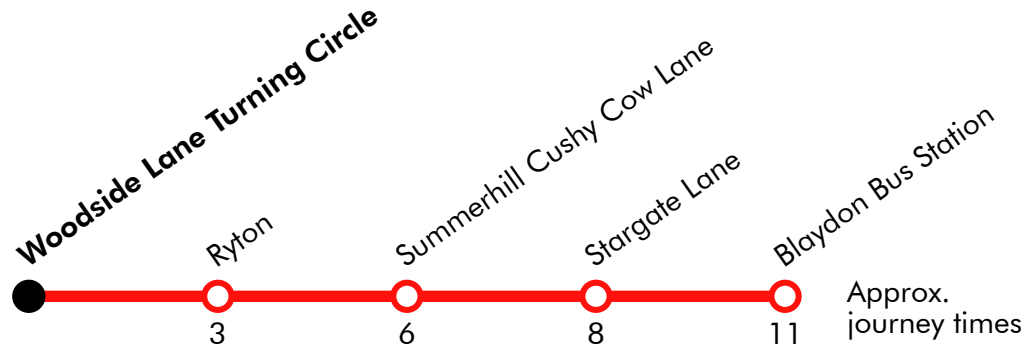 Woodside Lane Turning Circle
Ryton
Summerhill Cushy Cow Lane
Stargate Lane
Blaydon Bus Station
3
6
8
11
Approx.
journey times